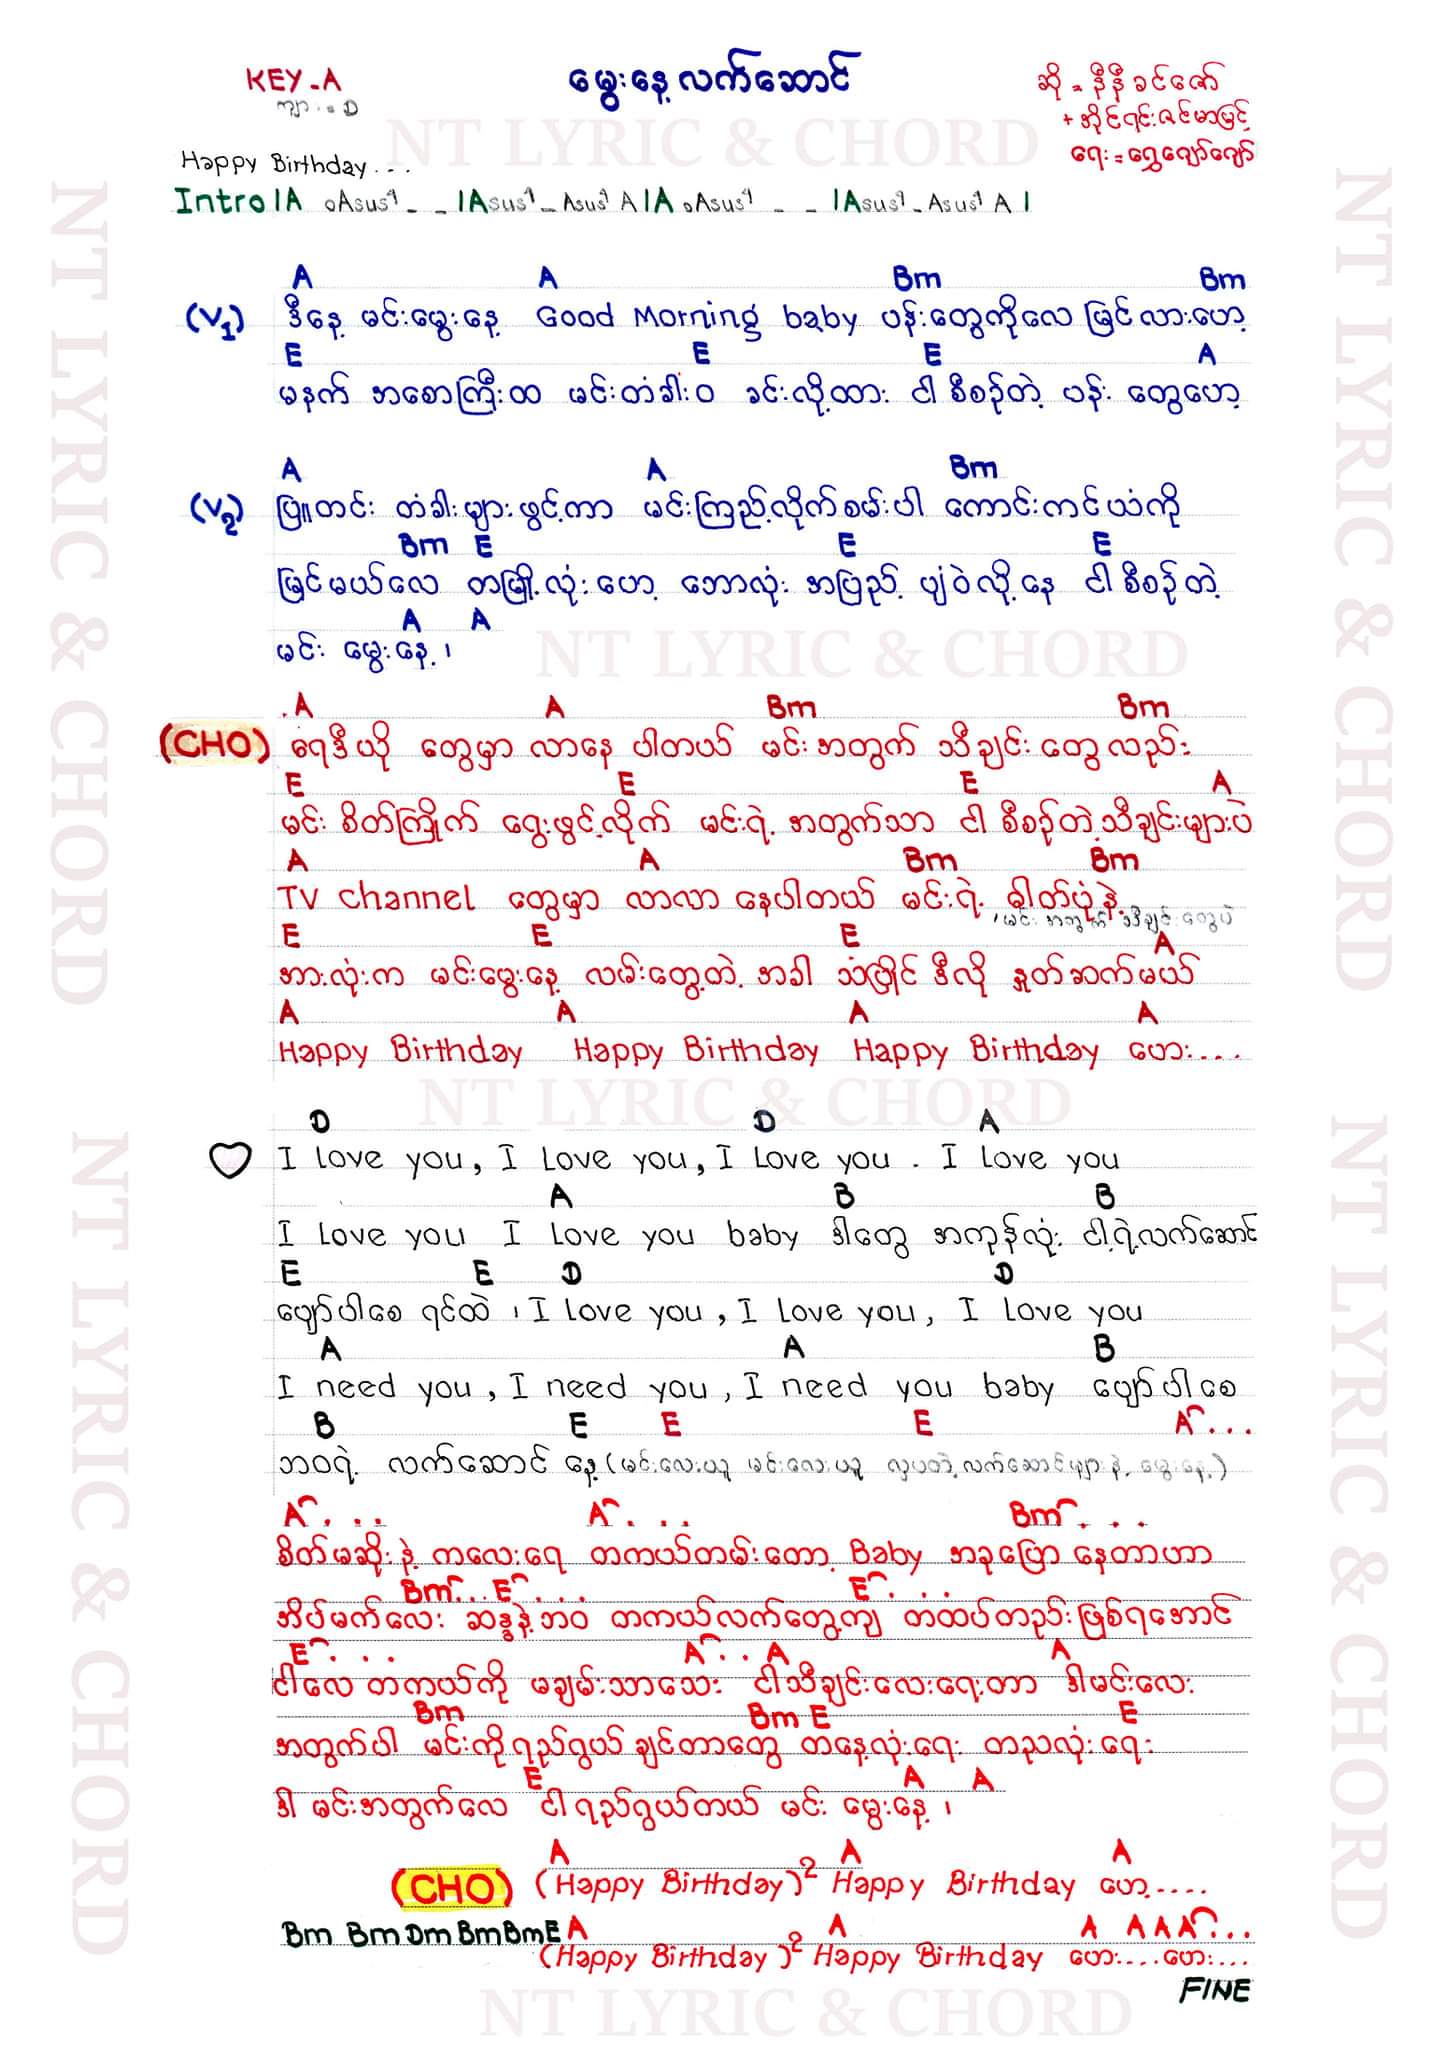 KEY-A
မွေးနေ့လက်ဆောင်
ဆို = နီနီခင်ဇော်
ကျား = D
+ အိုင်ရင်းဇင်မာမြင့်
ရေး = ရွှေဂျော်ဂျော်
NT LYRIC & CHORD
Happy Birthday...
Intro |A Asus4 - - |Asus4 - Asus4 A |A Asus4 - - |Asus4 - Asus4 A |
A A Bm Bm
(V1) ဒီနေ့ မင်းမွေးနေ့ Good Morning baby ပန်းတွေကိုလေ မြင်လားဟေ့
E E E A
မနက် အစောကြီးထ မင်းတံခါးဝ ခင်းလို့ထား ငါစီစဉ်တဲ့ ပန်းတွေဟေ့
A A Bm
(V2) ပြူတင်း တံခါးများဖွင့်ကာ မင်းကြည့်လိုက်စမ်းပါ ကောင်းကင်ယံကို
Bm E E E
မြင်မယ်လေ တမြို့လုံးဟေ့ ဘောလုံး အပြည့် ပျံဝဲလို့နေ ငါစီစဉ်တဲ့
A A
မင်း မွေးနေ့၊
NT LYRIC & CHORD
A A Bm Bm
(CHO) ရေဒီယို တွေမှာ လာနေ ပါတယ် မင်းအတွက် သီချင်းတွေလည်း
E E E A
မင်း စိတ်ကြိုက် ရွေးဖွင့်လိုက် မင်းရဲ့ အတွက်သာ ငါစီစဉ်တဲ့သီချင်းများပဲ
A A Bm Bm
TV channel တွေမှာ လာလာ နေပါတယ် မင်းရဲ့ ဓါတ်ပုံနဲ့
၊ မင်း အတွက် သီချင်းတွေပဲ
E E E A
အားလုံးက မင်းမွေးနေ့ လမ်းတွေ့တဲ့ အခါ သံပြိုင် ဒီလို နှုတ်ဆက်မယ်
A A A A
Happy Birthday Happy Birthday Happy Birthday ဟေး....
NT LYRIC & CHORD
D D A
I Love you, I Love you, I Love you . I Love you
A B B
I Love you I Love you baby ဒါတွေ အကုန်လုံး ငါ့ရဲ့လက်ဆောင်
E E D D
ပျော်ပါစေ ရင်ထဲ ၊ I Love you, I Love you, I Love you
A A B
I need you, I need you, I need you baby ပျော်ပါစေ
B E E E A...
ဘဝရဲ့ လက်ဆောင် နေ့ (မင်းလေးယူ မင်းလေးယူ လှပတဲ့လက်ဆောင်များနဲ့ မွေးနေ့)
A... A... Bm...
စိတ်မဆိုးနဲ့ ကလေးရေ တကယ်တမ်းတော့ Baby အခုပြောနေတာဟာ
Bm... E... E...
အိပ်မက်လေး ဆန္ဒနဲ့ဘဝ တကယ်လက်တွေ့ကျ တထပ်တည်းဖြစ်ရအောင်
E... A... A A
ငါလေ တကယ်ကို မချမ်းသာသေး ငါသီချင်းလေးရေးတာ ဒါမင်းလေး
Bm Bm E E
အတွက်ပါ မင်းကိုရည်ရွယ်ချင်တာတွေ တနေ့လုံးရေး တညလုံးရေး
E A A
ဒါ မင်းအတွက်လေ ငါရည်ရွယ်တယ် မင်း မွေးနေ့ ၊
A A A
(CHO) (Happy Birthday)2 Happy Birthday ဟေ့....
Bm Bm Dm Bm Bm E A A A A A A...
(Happy Birthday)2 Happy Birthday ဟေး....ဟေး...
FINE
NT LYRIC & CHORD
NT LYRIC & CHORD
NT LYRIC & CHORD
NT LYRIC & CHORD
NT LYRIC & CHORD